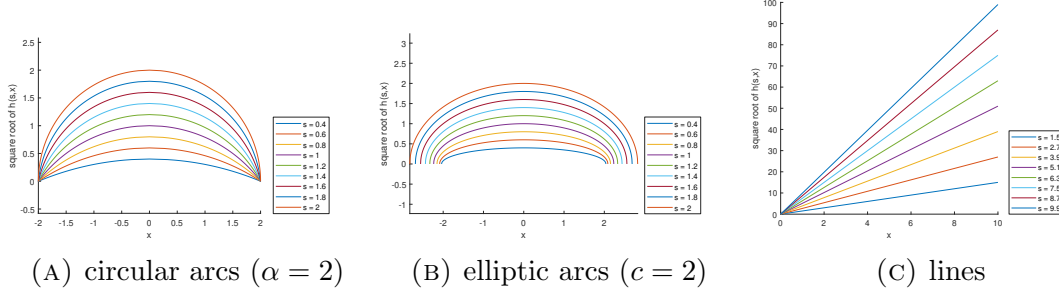 2.5
2
1.5
1
0.5
0
-0.5
square root of h(s,x)
-2 -1.5 -1 -0.5 0 0.5 1 1.5 2
x
s = 0.4
s = 0.6
s = 0.8
s = 1
s = 1.2
s = 1.4
s = 1.6
s = 1.8
s = 2
(A) circular arcs (α = 2)
3
2.5
2
1.5
1
0.5
0
-0.5
-1
square root of h(s,x)
-2 -1 0 1 2
x
s = 0.4
s = 0.6
s = 0.8
s = 1
s = 1.2
s = 1.4
s = 1.6
s = 1.8
s = 2
(B) elliptic arcs (c = 2)
100
90
80
70
60
50
40
30
20
10
0
square root of h(s,x)
0 2 4 6 8 10
x
s = 1.5
s = 2.7
s = 3.9
s = 5.1
s = 6.3
s = 7.5
s = 8.7
s = 9.9
(C) lines